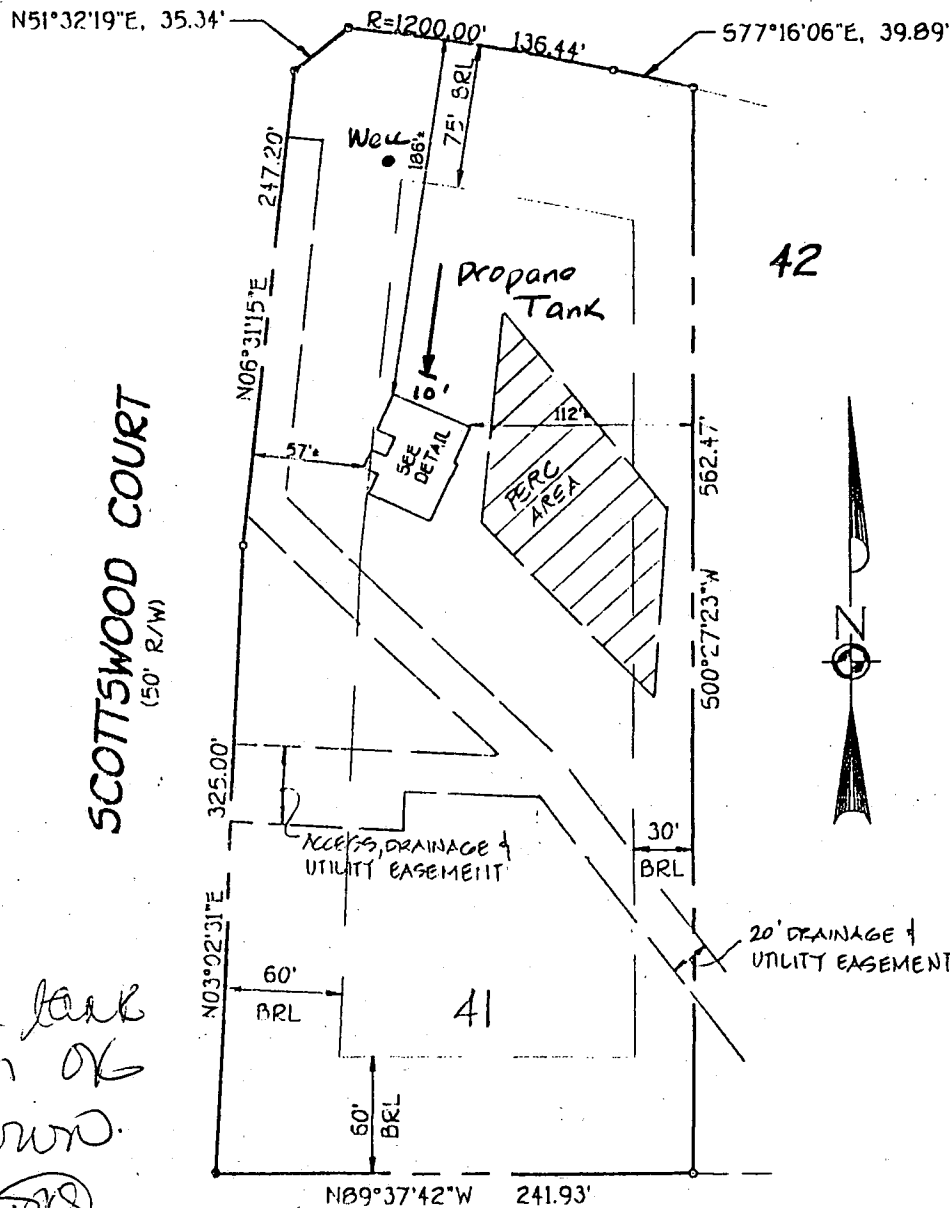 N51°32'19"E, 35.34'
R=1200.00'
136.44'
S77°16'06"E, 39.89'
75' BRL
186'±
Well
247.20'
N06°31'15"E
42
Propane
Tank
10'
SEE
DETAIL
57'±
112'±
PERC
AREA
562.47'
S00°27'23"W
SCOTTSWOOD COURT
(50' R/W)
N
325.00'
ACCESS, DRAINAGE &
UTILITY EASEMENT
30'
BRL
N03°02'31"E
20' DRAINAGE &
UTILITY EASEMENT
60'
BRL
41
tank
OK
60'
BRL
N89°37'42"W 241.93'